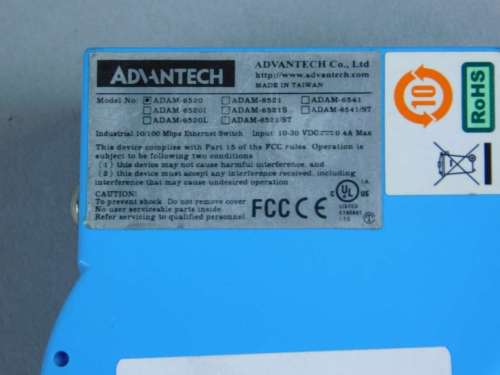 ADVANTECH
ADVANTECH Co., Ltd
http://www.advantech.com
MADE IN TAIWAN
Model No: ADAM-6520 ADAM-6521 ADAM-6541
ADAM-6520I ADAM-6521S ADAM-6541/ST
ADAM-6520L ADAM-6521/ST
Industrial 10/100 Mbps Ethernet Switch Input 10-30 VDC 0.4A Max
This device complies with Part 15 of the FCC rules. Operation is
subject to be following two conditions
(1) this device may not cause harmful interference, and
(2) this device must accept any interference received, including
interference that may cause undesired operation
CAUTION:
To prevent shock Do not remove cover
No user serviceable parts inside
Refer servicing to qualified personnel
FCC CE
C UL US
LISTED
10
RoHS